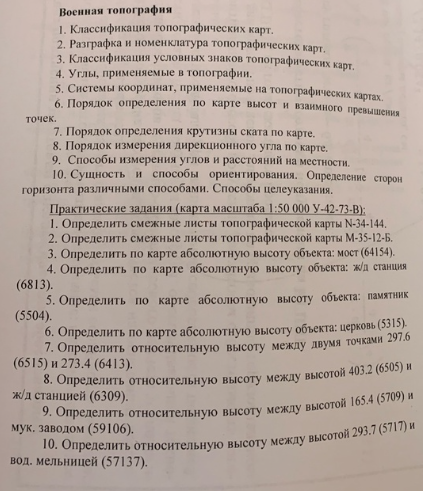 Военная топография
1. Классификация топографических карт.
2. Разграфка и номенклатура топографических карт.
3. Классификация условных знаков топографических карт.
4. Углы, применяемые в топографии.
5. Системы координат, применяемые на топографических картах.
6. Порядок определения по карте высот и взаимного превышения
точек.
7. Порядок определения крутизны ската по карте.
8. Порядок измерения дирекционного угла по карте.
9. Способы измерения углов и расстояний на местности.
10. Сущность и способы ориентирования. Определение сторон
горизонта различными способами. Способы целеуказания.
Практические задания (карта масштаба 1:50 000 У-42-73-В):
1. Определить смежные листы топографической карты N-34-144.
2. Определить смежные листы топографической карты М-35-12-Б.
3. Определить по карте абсолютную высоту объекта: мост (64154).
4. Определить по карте абсолютную высоту объекта: ж/д станция
(6813).
5. Определить по карте абсолютную высоту объекта: памятник
(5504).
6. Определить по карте абсолютную высоту объекта: церковь (5315).
7. Определить относительную высоту между двумя точками 297.6
(6515) и 273.4 (6413).
8. Определить относительную высоту между высотой 403.2 (6505) и
ж/д станцией (6309).
9. Определить относительную высоту между высотой 165.4 (5709) и
мук. заводом (59106).
10. Определить относительную высоту между высотой 293.7 (5717) и
вод. мельницей (57137).